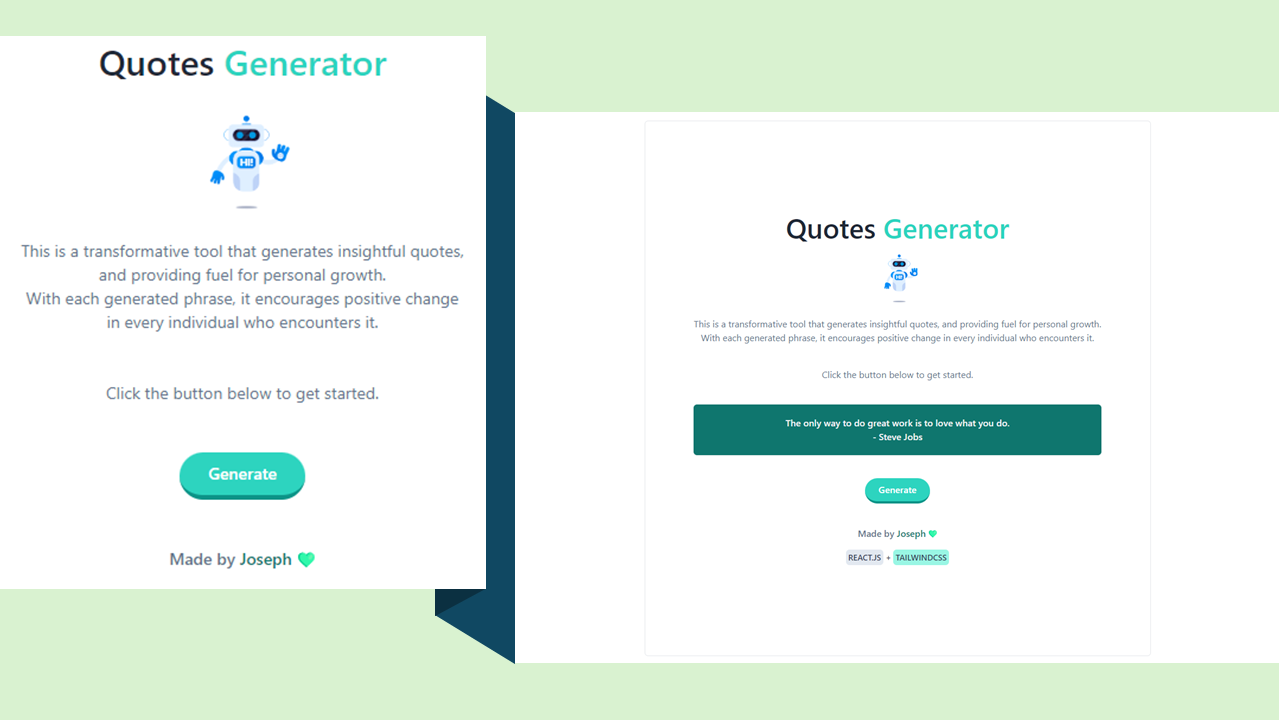 Quotes Generator
HI!
This is a transformative tool that generates insightful quotes,
and providing fuel for personal growth.
With each generated phrase, it encourages positive change
in every individual who encounters it.
Click the button below to get started.
Generate
Made by Joseph 💚
Quotes Generator
HI!
This is a transformative tool that generates insightful quotes, and providing fuel for personal growth.
With each generated phrase, it encourages positive change in every individual who encounters it.
Click the button below to get started.
The only way to do great work is to love what you do.
- Steve Jobs
Generate
Made by Joseph 💚
REACT.JS + TAILWINDCSS